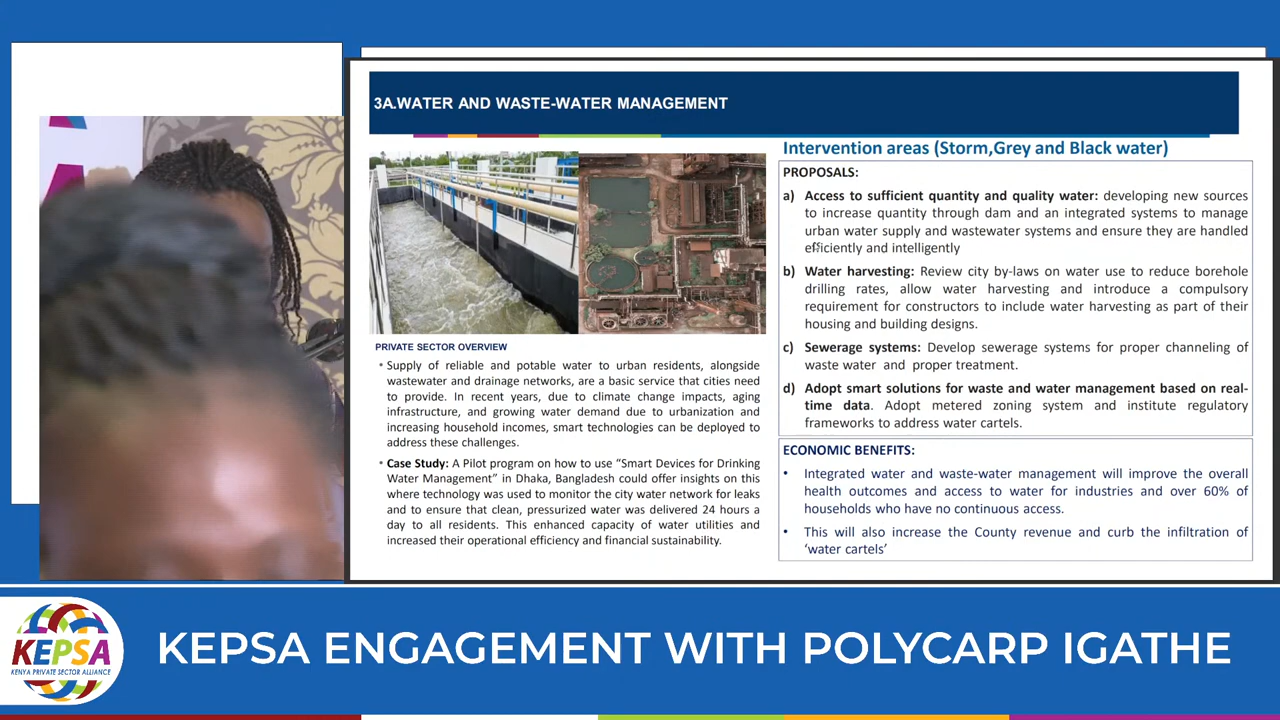 3A.WATER AND WASTE-WATER MANAGEMENT
PRIVATE SECTOR OVERVIEW
• Supply of reliable and potable water to urban residents, alongside
wastewater and drainage networks, are a basic service that cities need
to provide. In recent years, due to climate change impacts, aging
infrastructure, and growing water demand due to urbanization and
increasing household incomes, smart technologies can be deployed to
address these challenges.
• Case Study: A Pilot program on how to use “Smart Devices for Drinking
Water Management” in Dhaka, Bangladesh could offer insights on this
where technology was used to monitor the city water network for leaks
and to ensure that clean, pressurized water was delivered 24 hours a
day to all residents. This enhanced capacity of water utilities and
increased their operational efficiency and financial sustainability.
Intervention areas (Storm,Grey and Black water)
PROPOSALS:
a) Access to sufficient quantity and quality water: developing new sources
to increase quantity through dam and an integrated systems to manage
urban water supply and wastewater systems and ensure they are handled
efficiently and intelligently
b) Water harvesting: Review city by-laws on water use to reduce borehole
drilling rates, allow water harvesting and introduce a compulsory
requirement for constructors to include water harvesting as part of their
housing and building designs.
c) Sewerage systems: Develop sewerage systems for proper channeling of
waste water and proper treatment.
d) Adopt smart solutions for waste and water management based on real-
time data. Adopt metered zoning system and institute regulatory
frameworks to address water cartels.
ECONOMIC BENEFITS:
• Integrated water and waste-water management will improve the overall
health outcomes and access to water for industries and over 60% of
households who have no continuous access.
• This will also increase the County revenue and curb the infiltration of
‘water cartels’
KEPSA
KENYA PRIVATE SECTOR ALLIANCE
KEPSA ENGAGEMENT WITH POLYCARP IGATHE